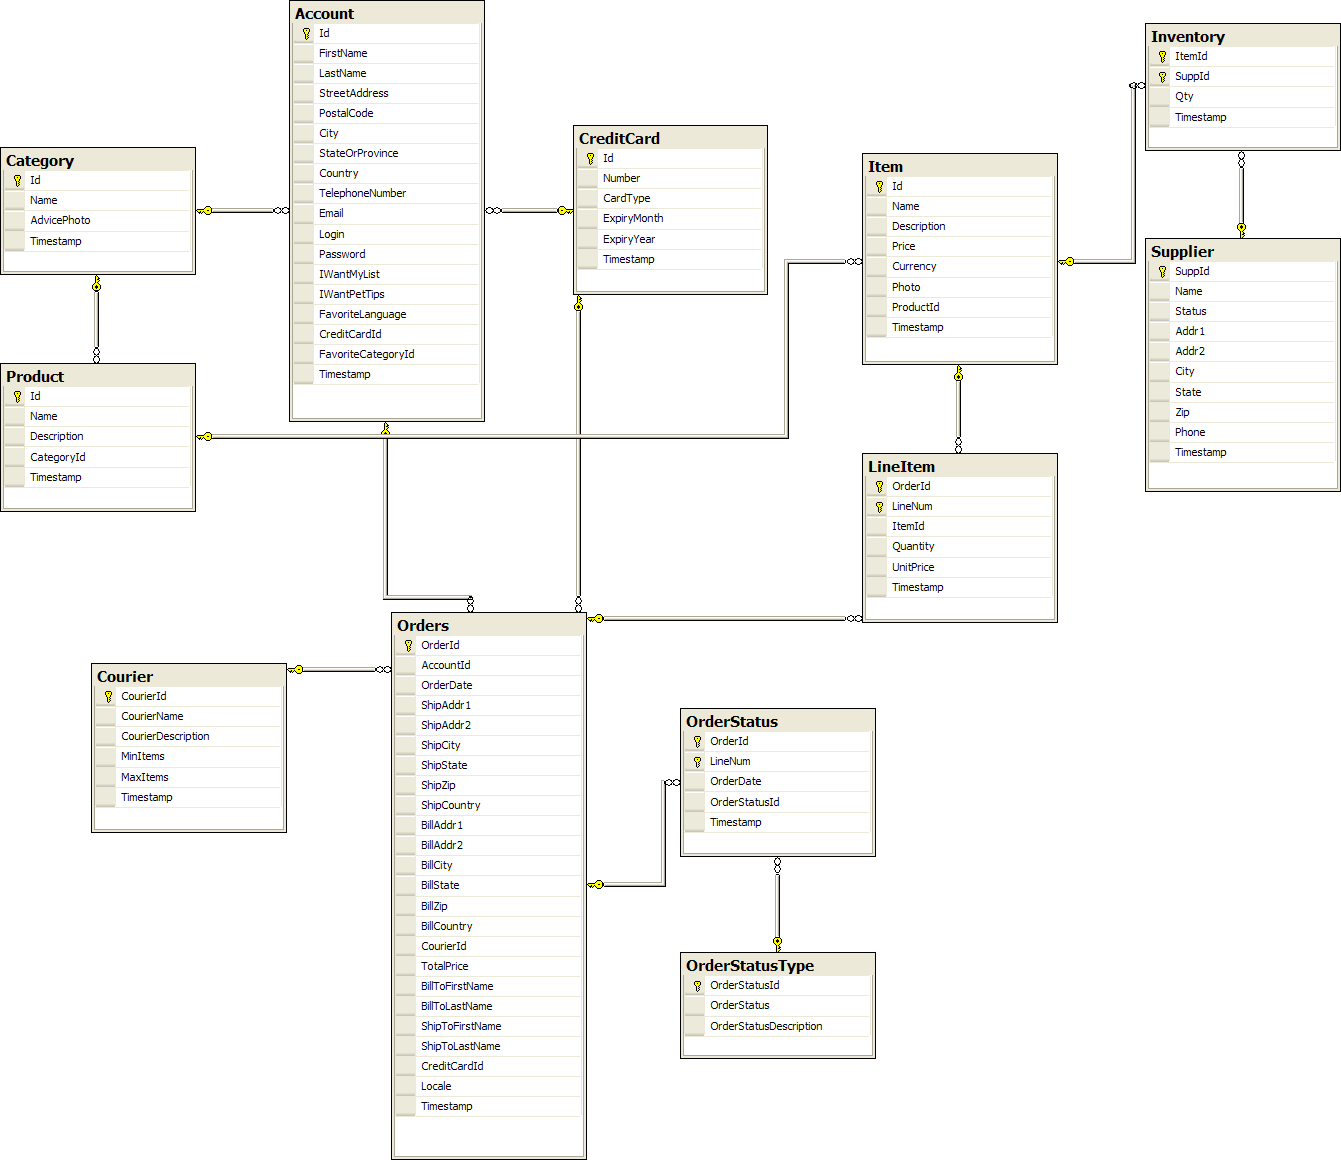 Account
Id
FirstName
LastName
StreetAddress
PostalCode
City
StateOrProvince
Country
TelephoneNumber
Email
Login
Password
IWantMyList
IWantPetTips
FavoriteLanguage
CreditCardId
FavoriteCategoryId
Timestamp
Category
Id
Name
AdvicePhoto
Timestamp
Product
Id
Name
Description
CategoryId
Timestamp
CreditCard
Id
Number
CardType
ExpiryMonth
ExpiryYear
Timestamp
Item
Id
Name
Description
Price
Currency
Photo
ProductId
Timestamp
Inventory
ItemId
SuppId
Qty
Timestamp
Supplier
SuppId
Name
Status
Addr1
Addr2
City
State
Zip
Phone
Timestamp
LineItem
OrderId
LineNum
ItemId
Quantity
UnitPrice
Timestamp
Orders
OrderId
AccountId
OrderDate
ShipAddr1
ShipAddr2
ShipCity
ShipState
ShipZip
ShipCountry
BillAddr1
BillAddr2
BillCity
BillState
BillZip
BillCountry
CourierId
TotalPrice
BillToFirstName
BillToLastName
ShipToFirstName
ShipToLastName
CreditCardId
Locale
Timestamp
Courier
CourierId
CourierName
CourierDescription
MinItems
MaxItems
Timestamp
OrderStatus
OrderId
LineNum
OrderDate
OrderStatusId
Timestamp
OrderStatusType
OrderStatusId
OrderStatus
OrderStatusDescription